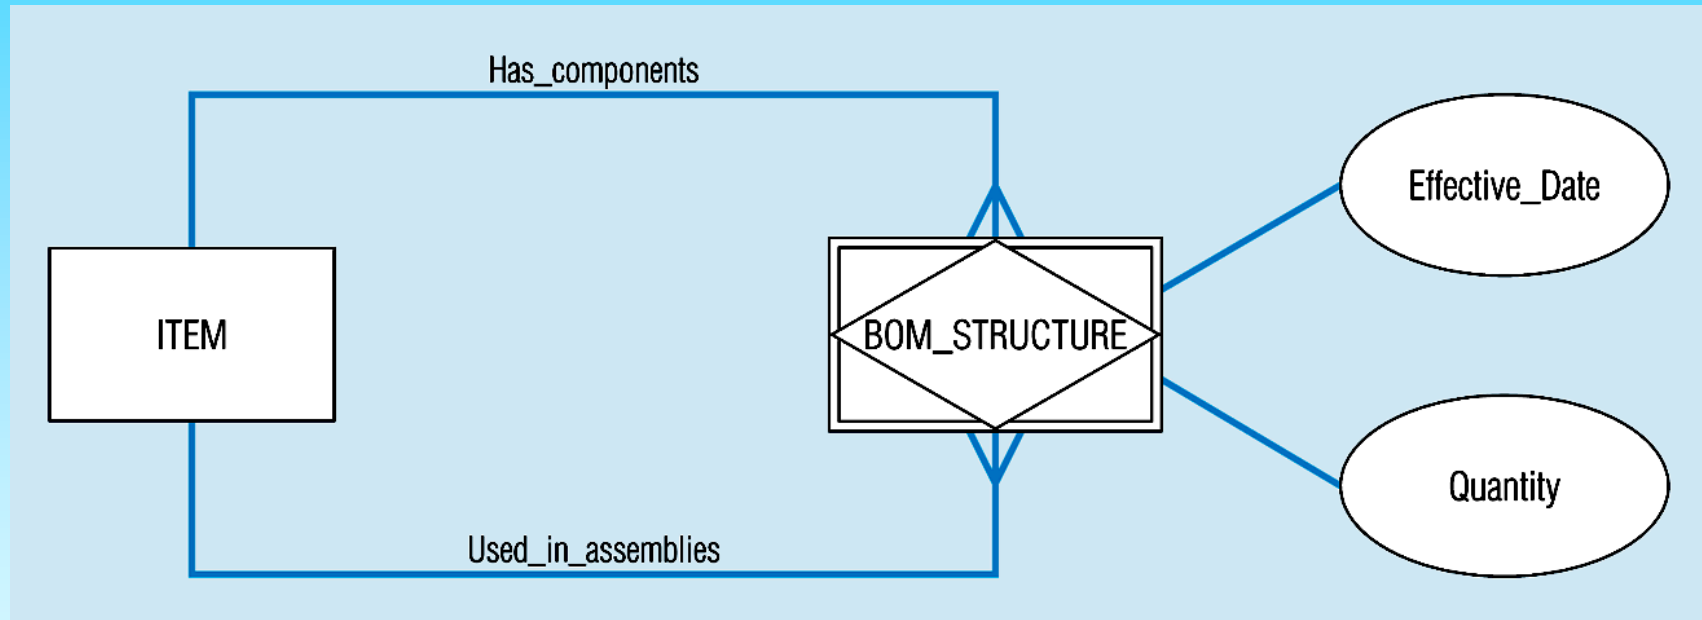 Has_components
Effective_Date
ITEM
BOM_STRUCTURE
Quantity
Used_in_assemblies